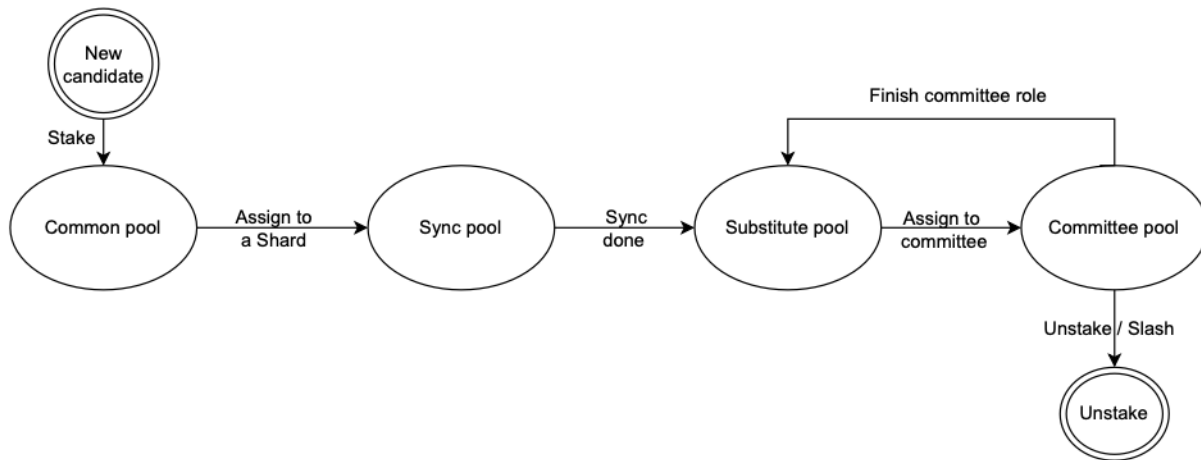 New
candidate
Stake
Finish committee role
Common pool
Assign to
a Shard
Sync pool
Sync
done
Substitute pool
Assign to
committee
Committee pool
Unstake / Slash
Unstake